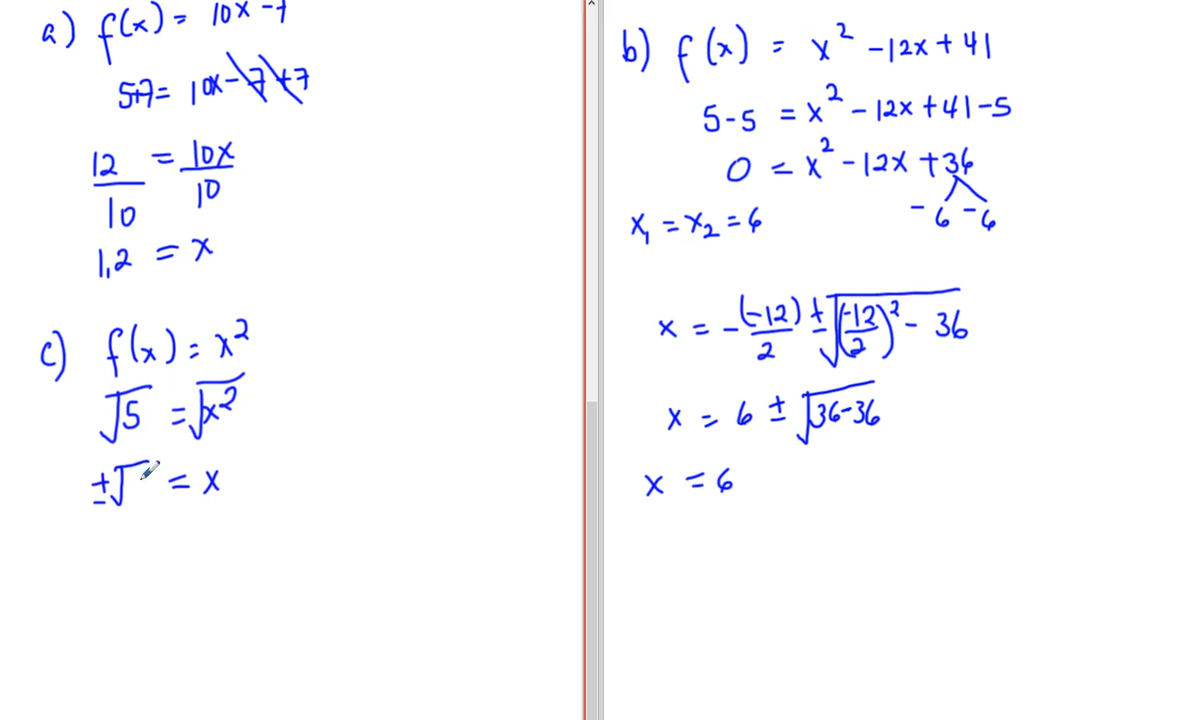 a) f(x) = 10x - 7
5+7 = 10x - 7 + 7
12/10 = 10x/10
1,2 = x
c) f(x) = x²
√5 = √x²
±√ = x
b) f(x) = x² - 12x + 41
5 - 5 = x² - 12x + 41 - 5
0 = x² - 12x + 36
-6 -6
x₁ = x₂ = 6
x = -(-12)/2 ± √((-12/2)² - 36)
x = 6 ± √36-36
x = 6